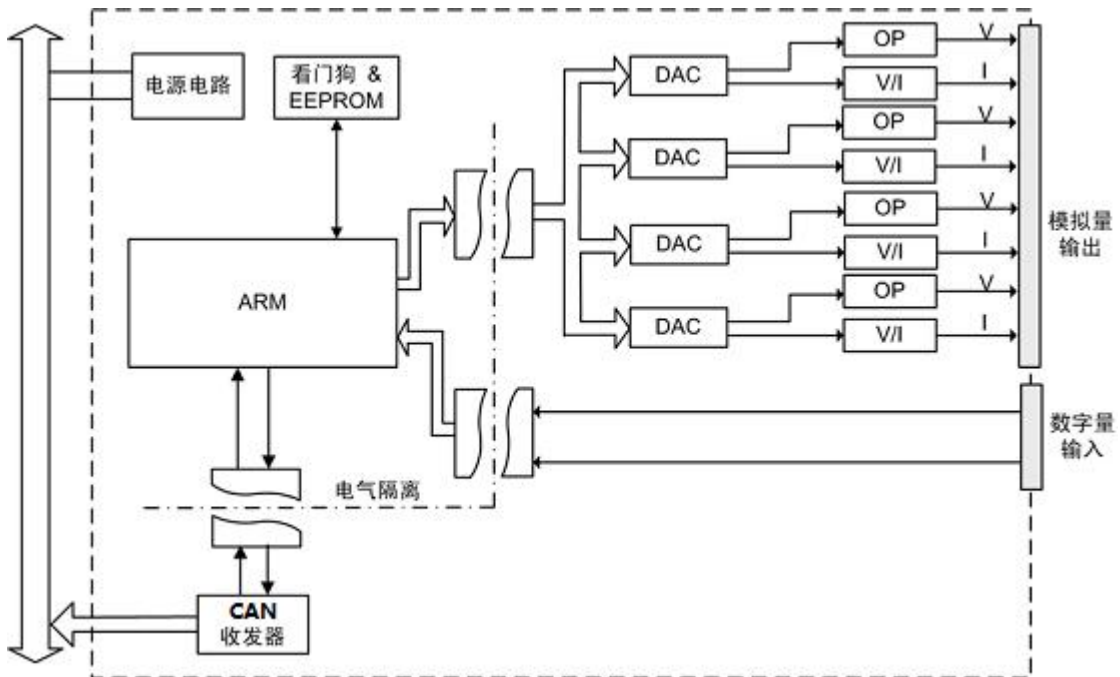 电源电路
看门狗 &
EEPROM
ARM
电气隔离
CAN
收发器
DAC
DAC
DAC
DAC
OP
V
V/I
I
OP
V
V/I
I
OP
V
V/I
I
OP
V
V/I
I
模拟量
输出
数字量
输入